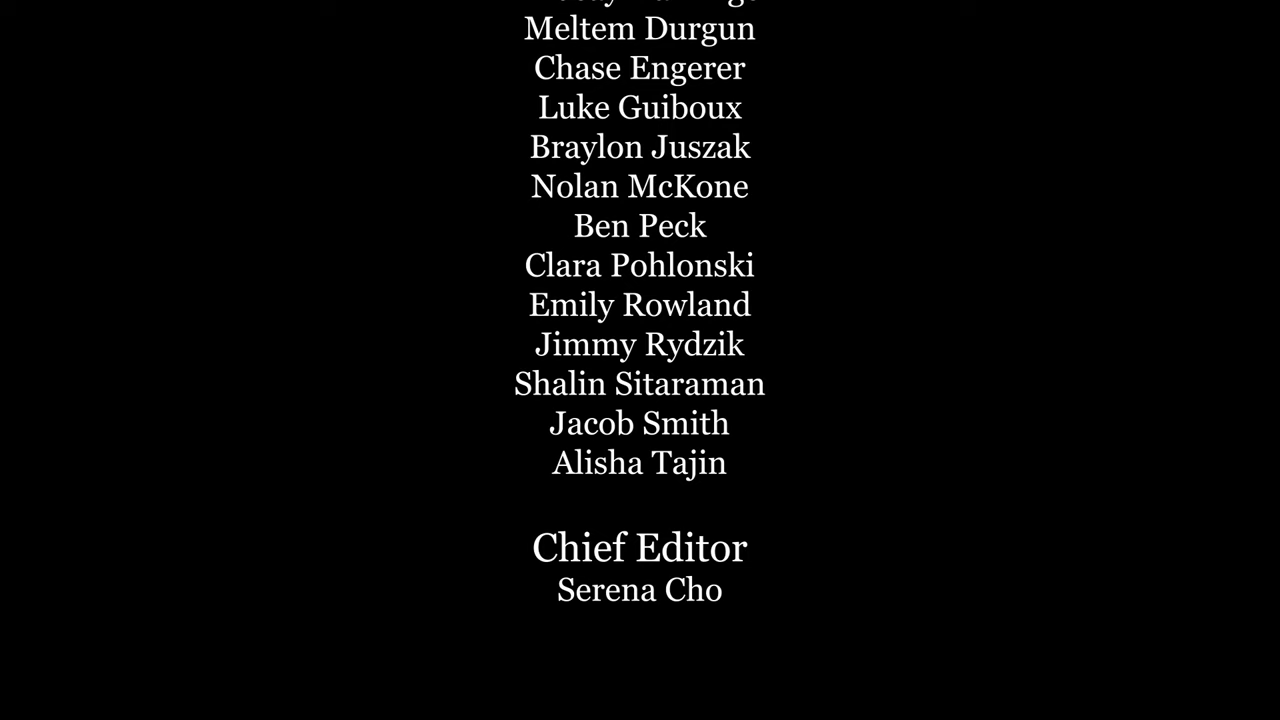 Meltem Durgun
Chase Engerer
Luke Guiboux
Braylon Juszak
Nolan McKone
Ben Peck
Clara Pohlonski
Emily Rowland
Jimmy Rydzik
Shalin Sitaraman
Jacob Smith
Alisha Tajin
Chief Editor
Serena Cho